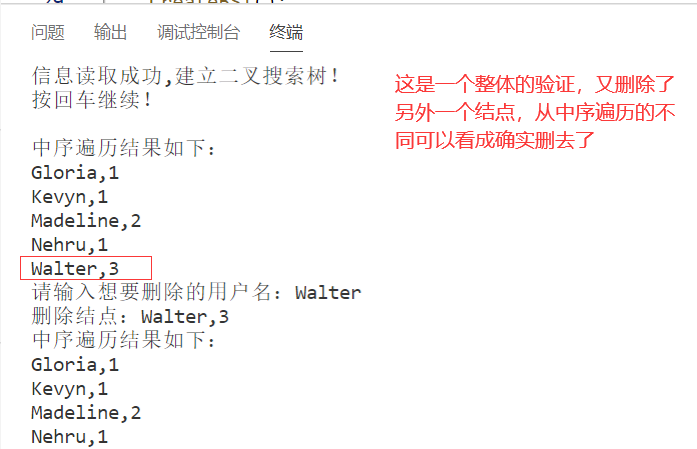 问题 输出 调试控制台 终端
信息读取成功,建立二叉搜索树!
按回车继续!
中序遍历结果如下:
Gloria,1
Kevyn,1
Madeline,2
Nehru,1
Walter,3
请输入想要删除的用户名: Walter
删除结点: Walter,3
中序遍历结果如下:
Gloria,1
Kevyn,1
Madeline,2
Nehru,1
这是一个整体的验证，又删除了
另外一个结点，从中序遍历的不
同可以看成确实删去了